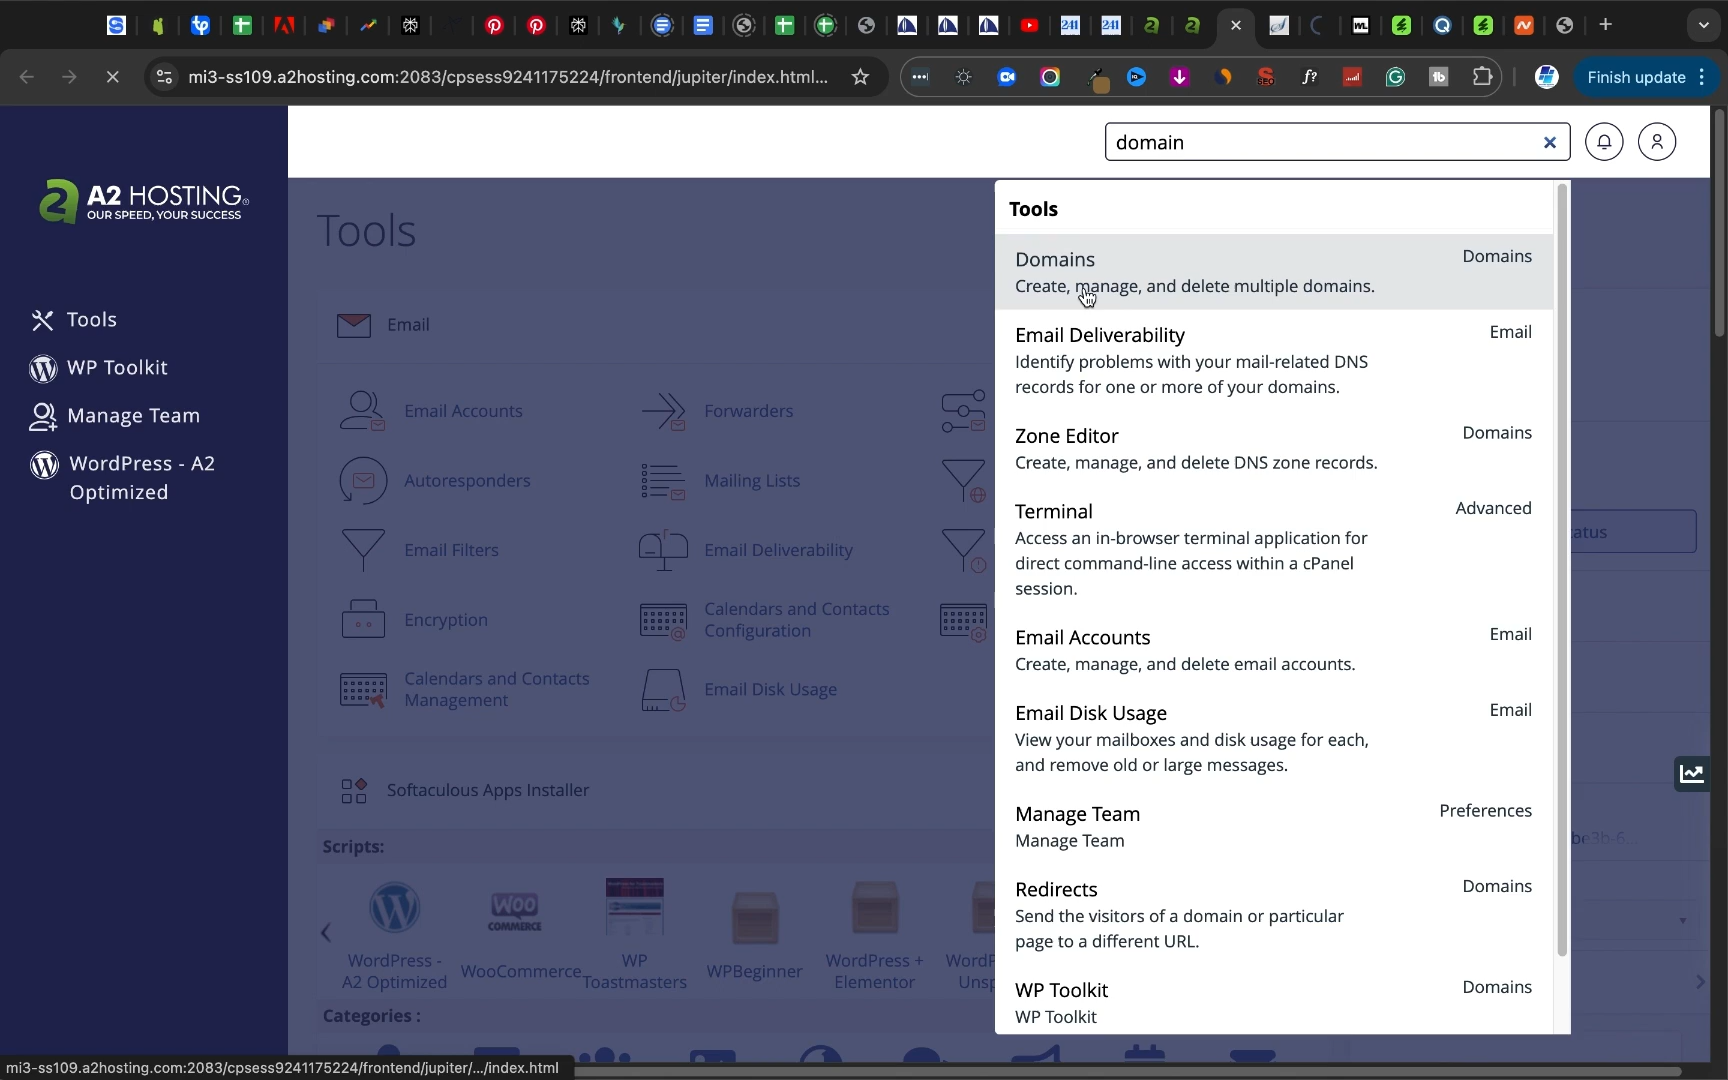 mi3-ss109.a2hosting.com:2083/cpsess9241175224/frontend/jupiter/index.html...
Finish update
domain
A2 HOSTING®
OUR SPEED, YOUR SUCCESS
Tools
WP Toolkit
Manage Team
WordPress - A2
Optimized
Tools
Email
Email Accounts
Forwarders
Autoresponders
Mailing Lists
Email Filters
Email Deliverability
Encryption
Calendars and Contacts
Configuration
Calendars and Contacts
Management
Email Disk Usage
Softaculous Apps Installer
Scripts:
WOO
COMMERCE
WordPress -
A2 Optimized
WooCommerce
WP
Toastmasters
WPBeginner
WordPress +
Elementor
Categories :
Tools
Domains
Domains
Create, manage, and delete multiple domains.
Email Deliverability
Email
Identify problems with your mail-related DNS
records for one or more of your domains.
Zone Editor
Domains
Create, manage, and delete DNS zone records.
Terminal
Advanced
Access an in-browser terminal application for
direct command-line access within a cPanel
session.
Email Accounts
Email
Create, manage, and delete email accounts.
Email Disk Usage
Email
View your mailboxes and disk usage for each,
and remove old or large messages.
Manage Team
Preferences
Manage Team
Redirects
Domains
Send the visitors of a domain or particular
page to a different URL.
WP Toolkit
Domains
WP Toolkit
mi3-ss109.a2hosting.com:2083/cpsess9241175224/frontend/jupiter/.../index.html